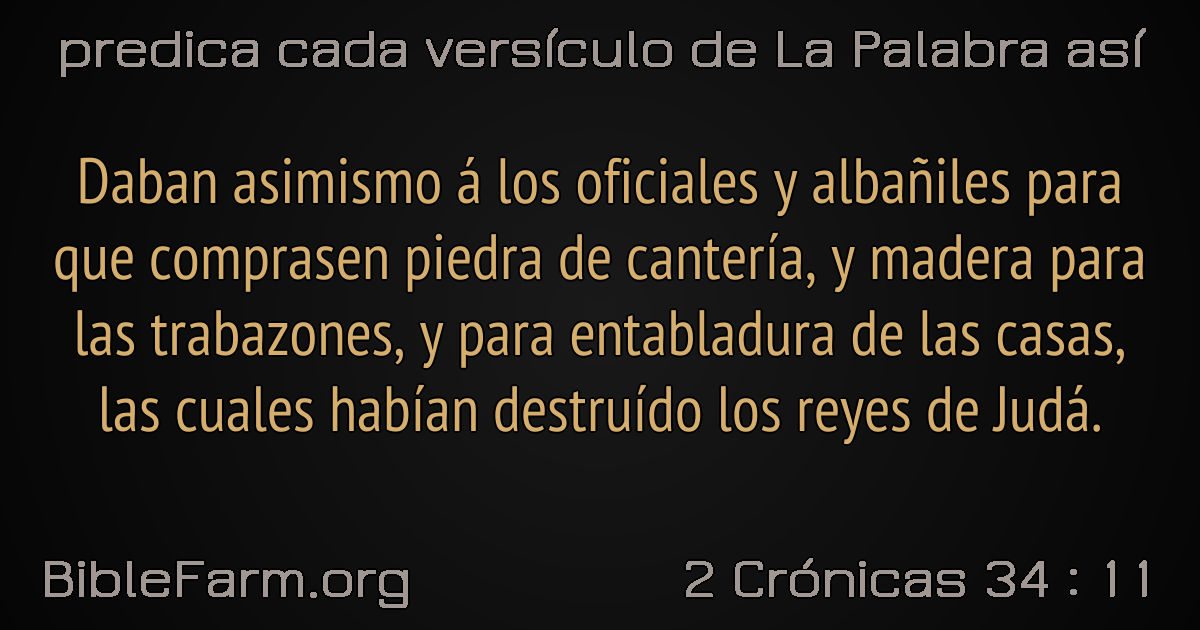 predica cada versículo de La Palabra así
Daban asimismo á los oficiales y albañiles para
que comprasen piedra de cantería, y madera para
las trabazones, y para entabladura de las casas,
las cuales habían destruído los reyes de Judá.
BibleFarm.org
2 Crónicas 34 : 11